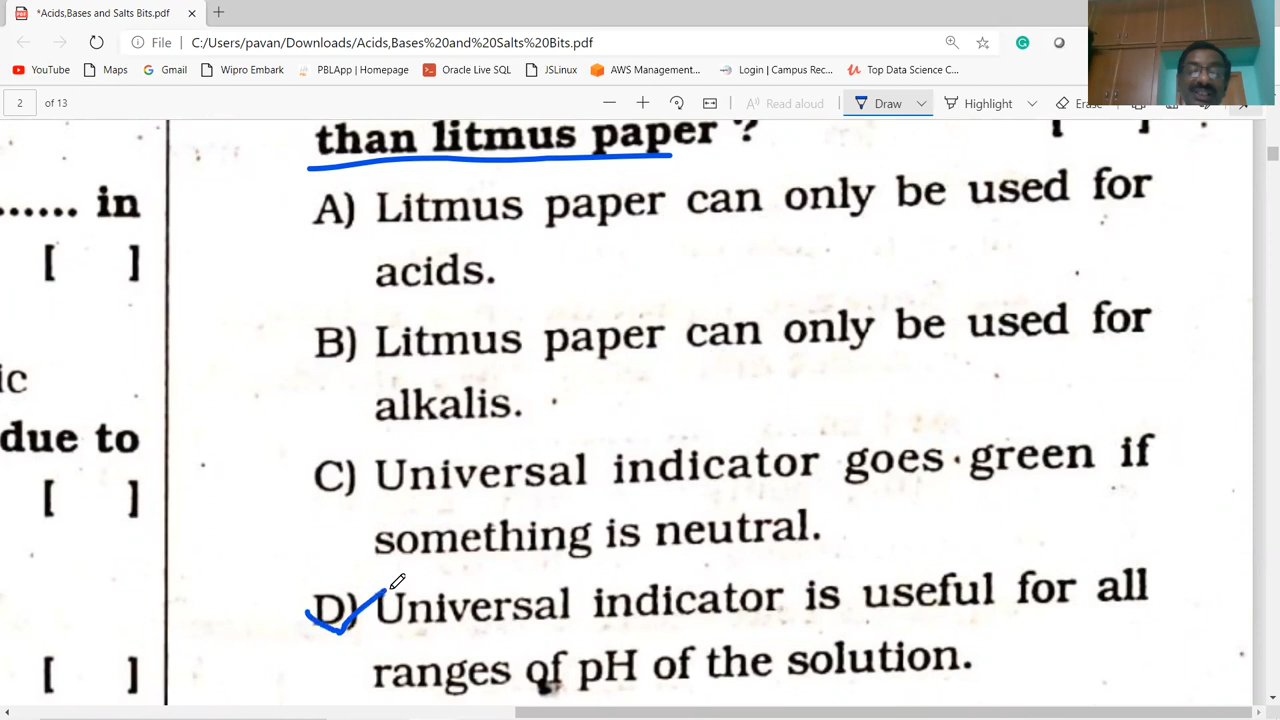 *Acids,Bases and Salts Bits.pdf
File C:/Users/pavan/Downloads/Acids,Bases%20and%20Salts%20Bits.pdf
YouTube Maps Gmail Wipro Embark PBLApp | Homepage Oracle Live SQL JSLinux AWS Management... Login | Campus Rec... Top Data Science C...
2 of 13 Read aloud Draw Highlight Erase
...... in
[ ]
ic
due to
[ ]
[ ]
than litmus paper ? [ ]
A) Litmus paper can only be used for
acids.
B) Litmus paper can only be used for
alkalis.
C) Universal indicator goes green if
something is neutral.
D) Universal indicator is useful for all
ranges of pH of the solution.